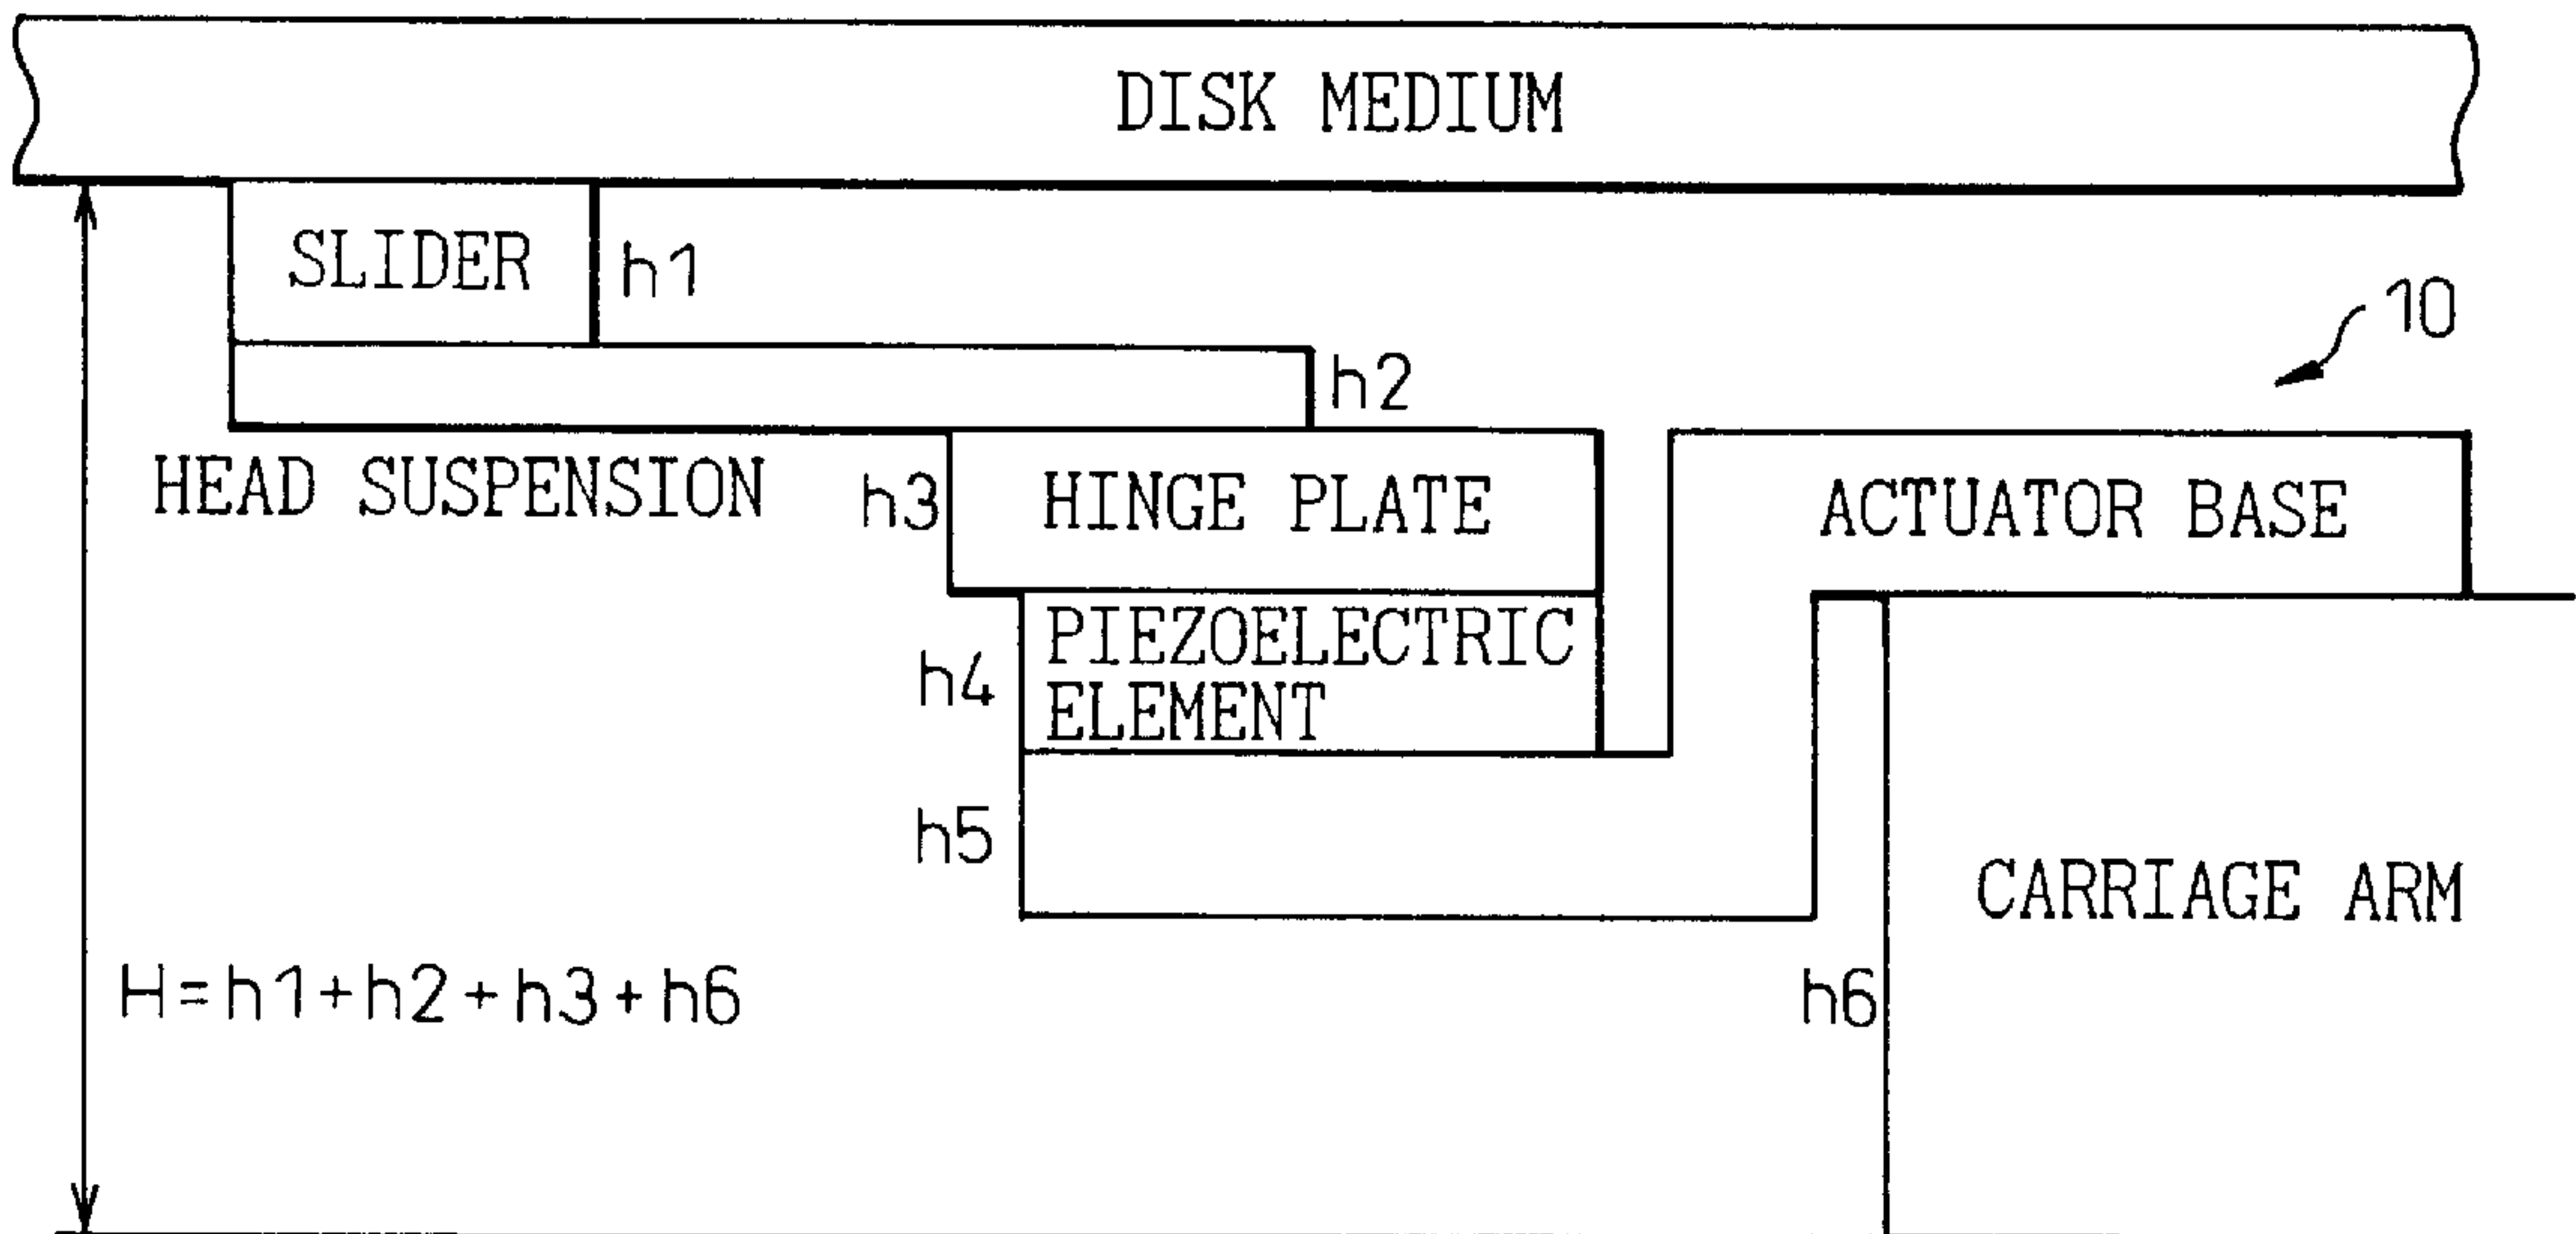 DISK MEDIUM
SLIDER
h1
10
h2
HEAD SUSPENSION
h3
HINGE PLATE
ACTUATOR BASE
h4
PIEZOELECTRIC
ELEMENT
h5
CARRIAGE ARM
H=h1+h2+h3+h6
h6